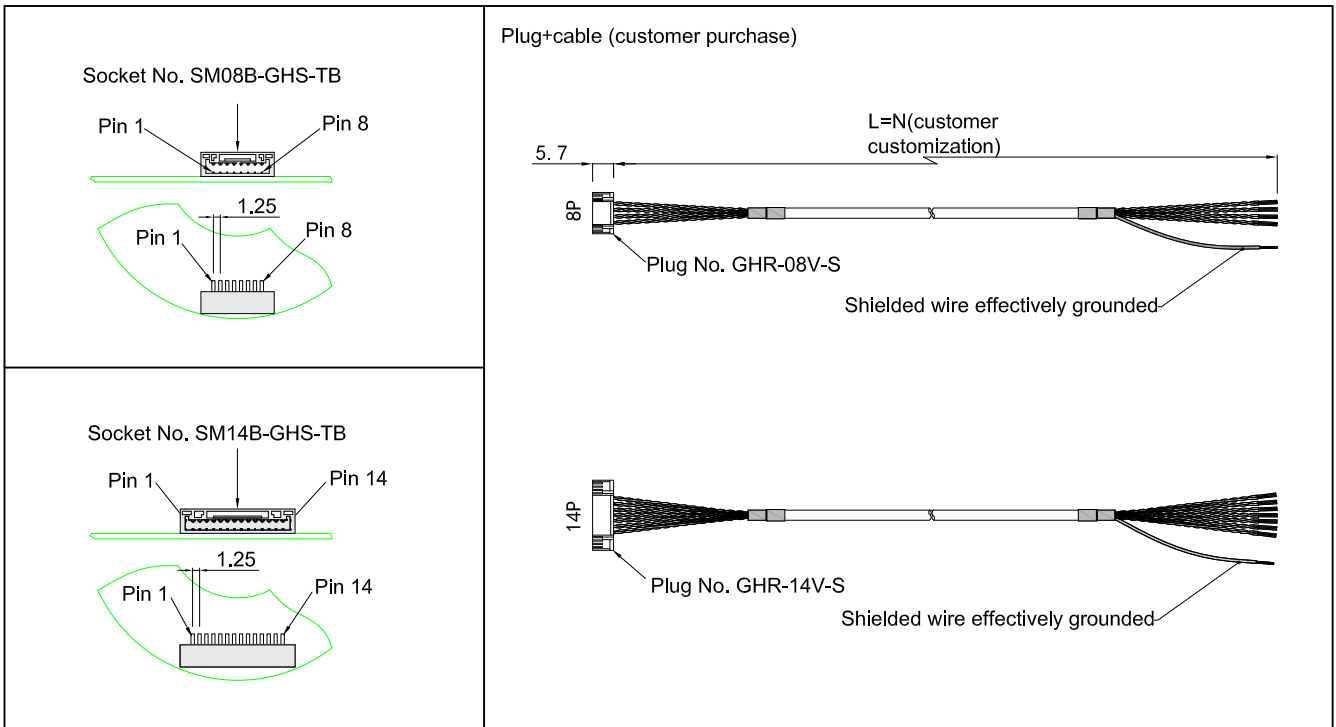 Socket No. SM08B-GHS-TB
Pin 1
Pin 8
1.25
Pin 1
Pin 8
Socket No. SM14B-GHS-TB
Pin 1
Pin 14
1.25
Pin 1
Pin 14
Plug+cable (customer purchase)
L=N(customer
customization)
5. 7
8P
Plug No. GHR-08V-S
Shielded wire effectively grounded
14P
Plug No. GHR-14V-S
Shielded wire effectively grounded